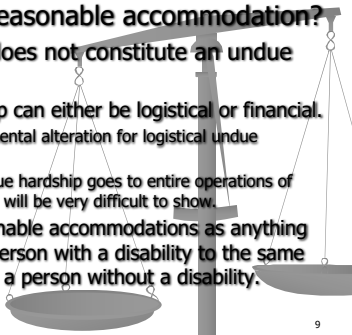 easonable accommodation?
does not constitute an undue
p can either be logistical or financial.
ental alteration for logistical undue
ue hardship goes to entire operations of
will be very difficult to show.
nable accommodations as anything
erson with a disability to the same
a person without a disability.
9